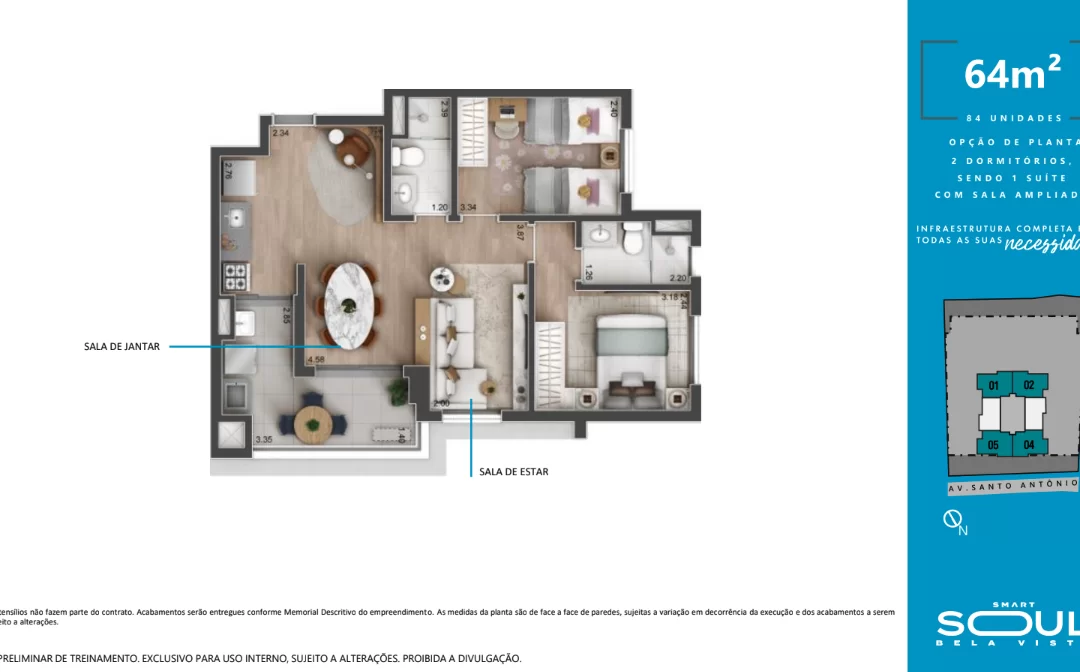 64m²
84 UNIDADES
OPÇÃO DE PLANTA
2 DORMITÓRIOS,
SENDO 1 SUÍTE
COM SALA AMPLIAD
INFRAESTRUTURA COMPLETA
TODAS AS SUAS necessida
2.34
2.39
2.40
2.76
1.20
3.34
3.87
1.26
2.20
3.18
2.44
2.85
SALA DE JANTAR
4.58
2.00
3.35
1.40
SALA DE ESTAR
01 02
05 04
AV. SANTO ANTÔNIO
N
tensílios não fazem parte do contrato. Acabamentos serão entregues conforme Memorial Descritivo do empreendimento. As medidas da planta são de face a face de paredes, sujeitas a variação em decorrência da execução e dos acabamentos a serem
eito a alterações.
SMART
SOUL
BELA VIST
PRELIMINAR DE TREINAMENTO. EXCLUSIVO PARA USO INTERNO, SUJEITO A ALTERAÇÕES. PROIBIDA A DIVULGAÇÃO.